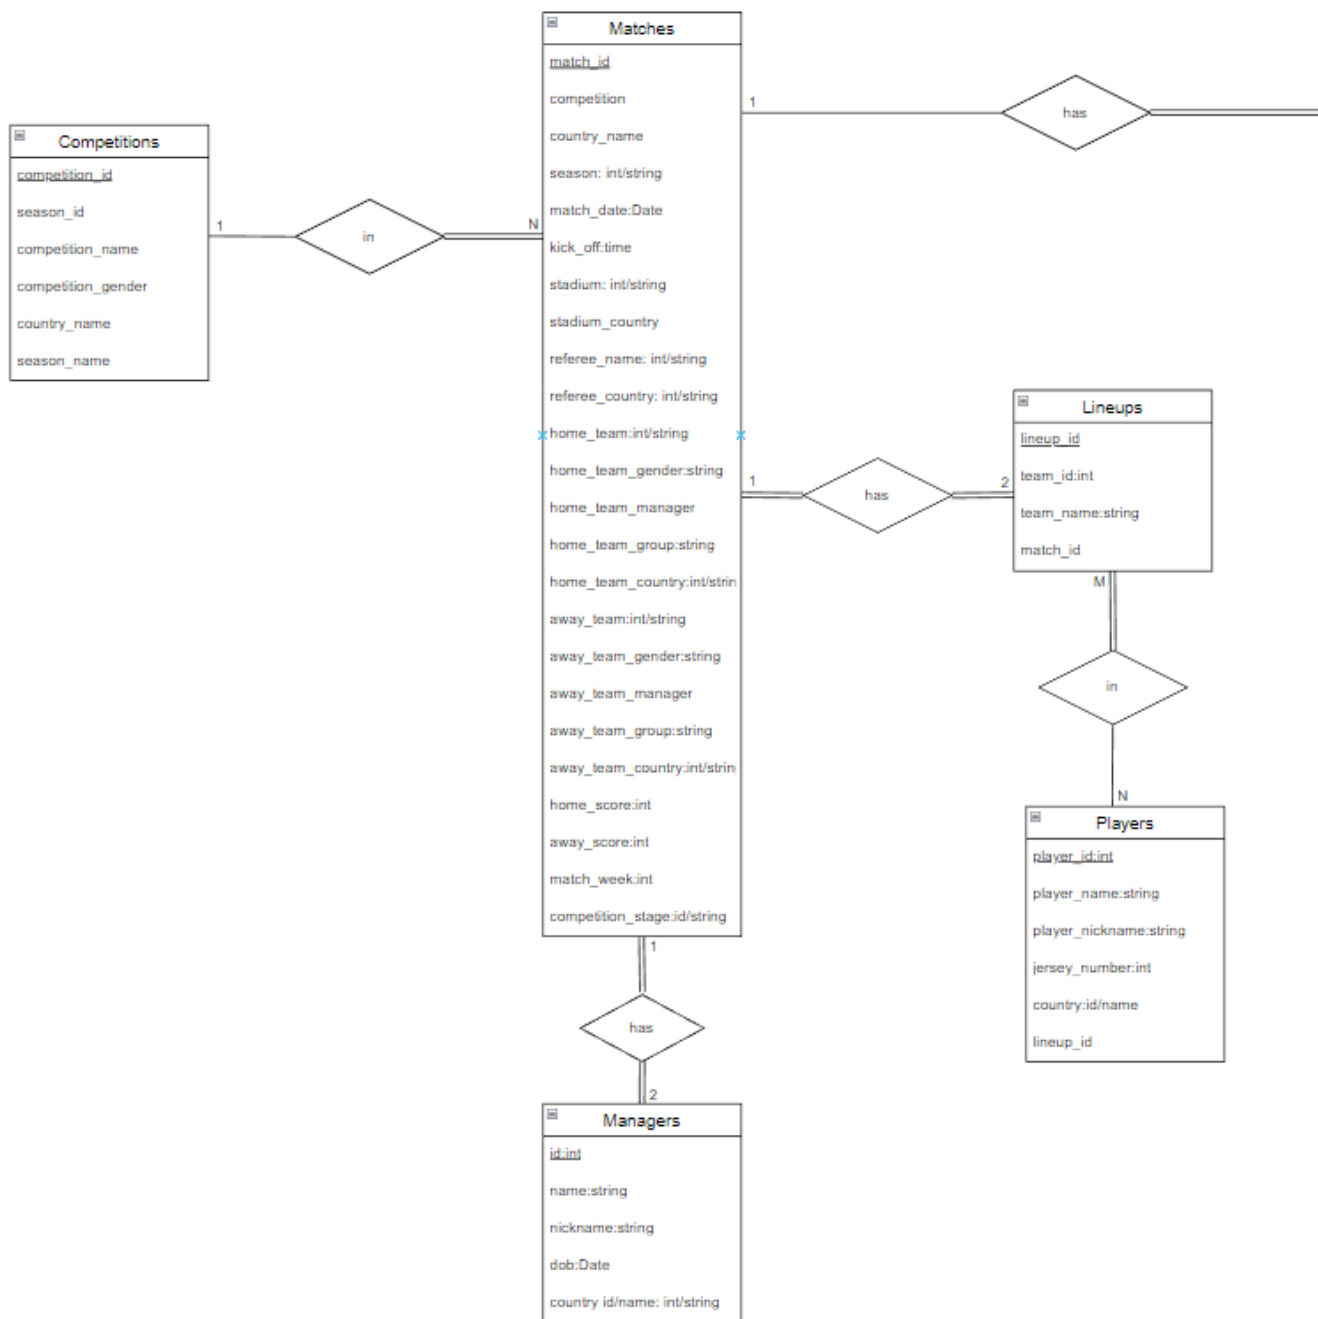 Matches
match_id
competition
country_name
season: int/string
match_date:Date
kick_off:time
stadium: int/string
stadium_country
referee_name: int/string
referee_country: int/string
home_team:int/string
home_team_gender:string
home_team_manager
home_team_group:string
home_team_country:int/strin
away_team:int/string
away_team_gender:string
away_team_manager
away_team_group:string
away_team_country:int/strin
home_score:int
away_score:int
match_week:int
competition_stage:id/string
1
has
Competitions
competition_id
season_id
competition_name
competition_gender
country_name
season_name
1
in
N
1
has
2
Lineups
lineup_id
team_id:int
team_name:string
match_id
M
in
N
Players
player_id:int
player_name:string
player_nickname:string
jersey_number:int
country:id/name
lineup_id
1
has
2
Managers
id:int
name:string
nickname:string
dob:Date
country id/name: int/string